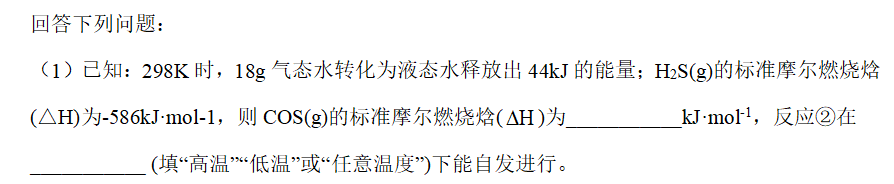 回答下列问题：
（1）已知：298K 时，18g 气态水转化为液态水释放出 44kJ 的能量；H₂S(g)的标准摩尔燃烧焓
(△H)为-586kJ·mol-1，则 COS(g)的标准摩尔燃烧焓(ΔH)为___________kJ·mol⁻¹，反应②在
___________ (填“高温”“低温”或“任意温度”)下能自发进行。